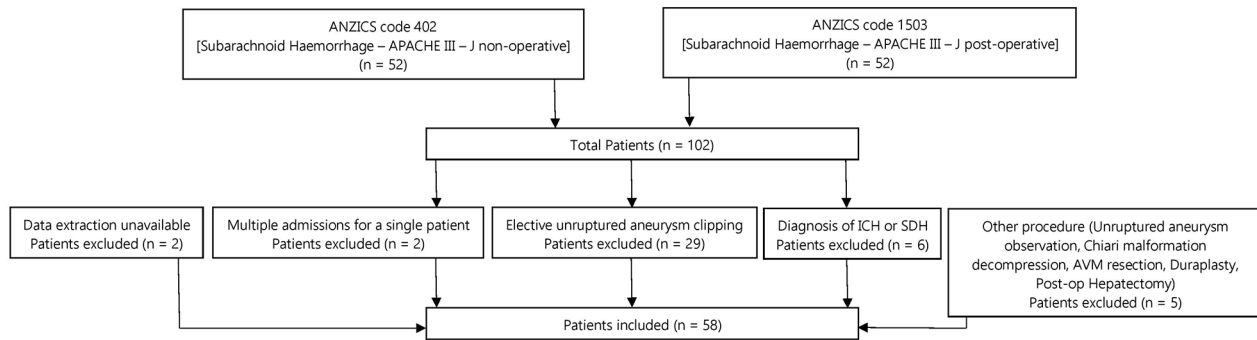 ANZICS code 402
[Subarachnoid Haemorrhage – APACHE III – J non-operative]
(n = 52)
ANZICS code 1503
[Subarachnoid Haemorrhage – APACHE III – J post-operative]
(n = 52)
Total Patients (n = 102)
Data extraction unavailable
Patients excluded (n = 2)
Multiple admissions for a single patient
Patients excluded (n = 2)
Elective unruptured aneurysm clipping
Patients excluded (n = 29)
Diagnosis of ICH or SDH
Patients excluded (n = 6)
Other procedure (Unruptured aneurysm
observation, Chiari malformation
decompression, AVM resection, Duraplasty,
Post-op Hepatectomy)
Patients excluded (n = 5)
Patients included (n = 58)